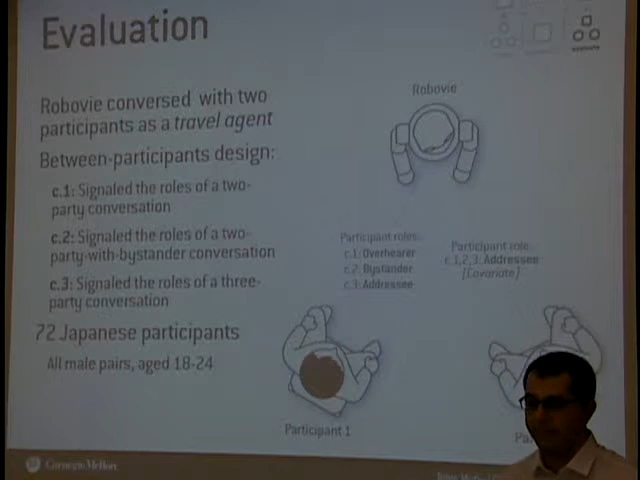 Evaluation
Robovie conversed with two
participants as a travel agent
Between-participants design:
c.1: Signaled the roles of a two-
party conversation
c.2: Signaled the roles of a two-
party-with-bystander conversation
c.3: Signaled the roles of a three-
party conversation
72 Japanese participants
All male pairs, aged 18-24
Robovie
Participant roles:
c.1: Overhearer
c.2: Bystander
c.3: Addressee
Participant role:
c.1,2,3: Addressee
[Covariate]
Participant 1
Carnegie Mellon